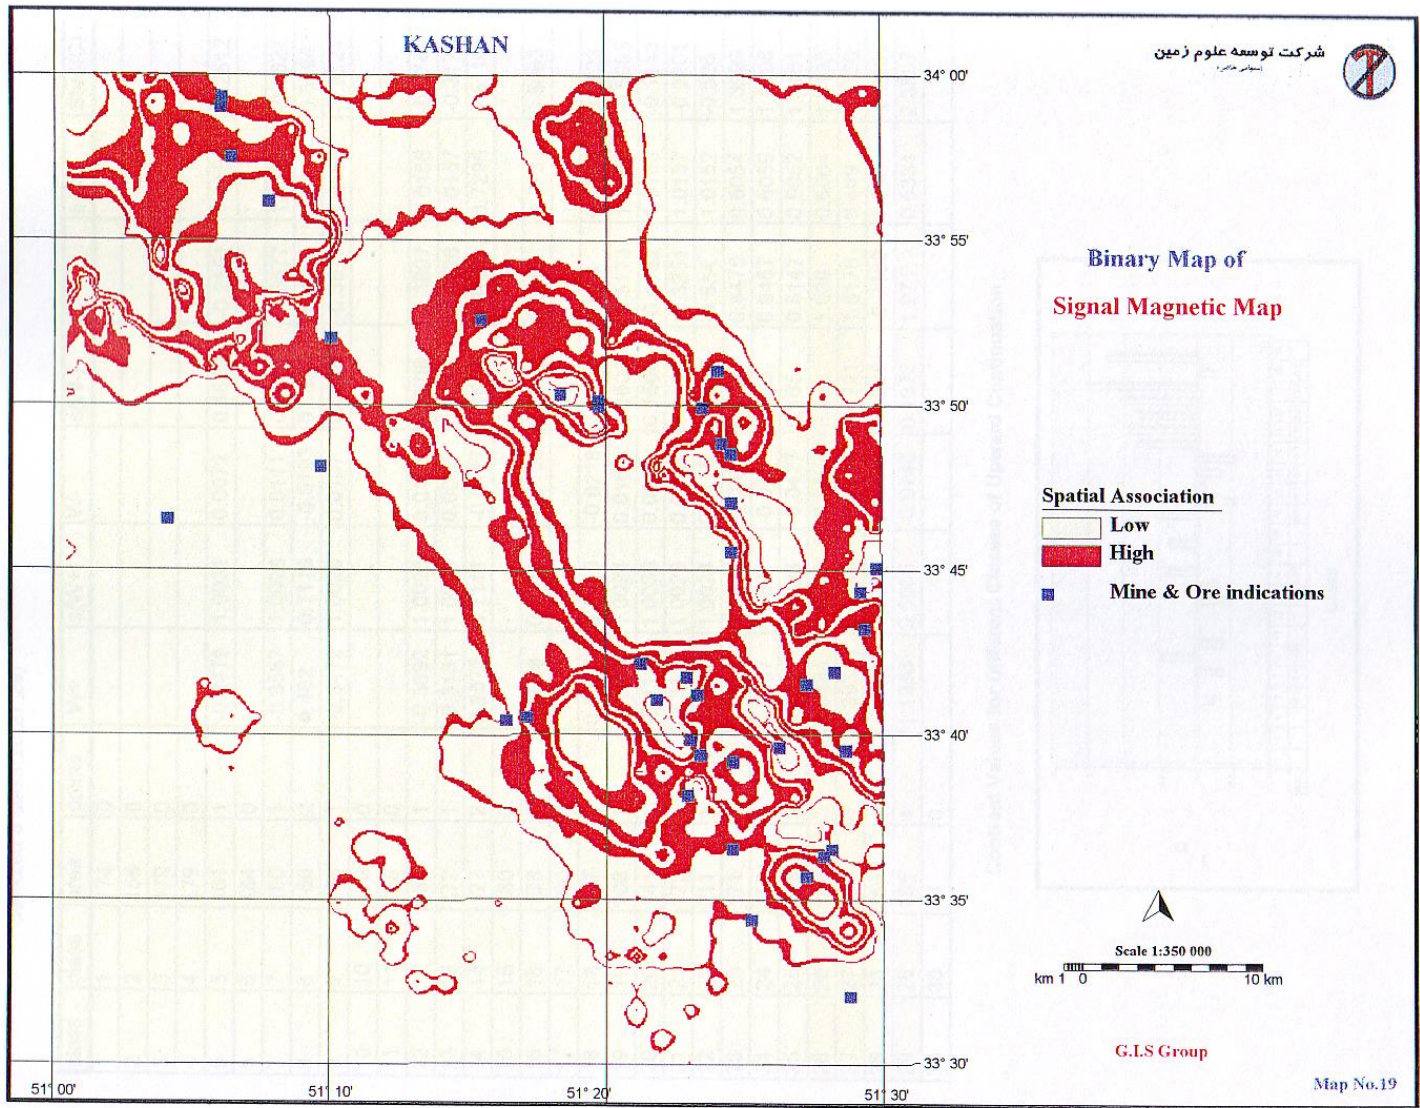 KASHAN
شرکت توسعه علوم زمین
34° 00'
33° 55'
33° 50'
33° 45'
33° 40'
33° 35'
33° 30'
51° 00'
51° 10'
51° 20'
51° 30'
Binary Map of
Signal Magnetic Map
Spatial Association
Low
High
Mine & Ore indications
Scale 1:350 000
km 1 0 10 km
G.I.S Group
Map No.19